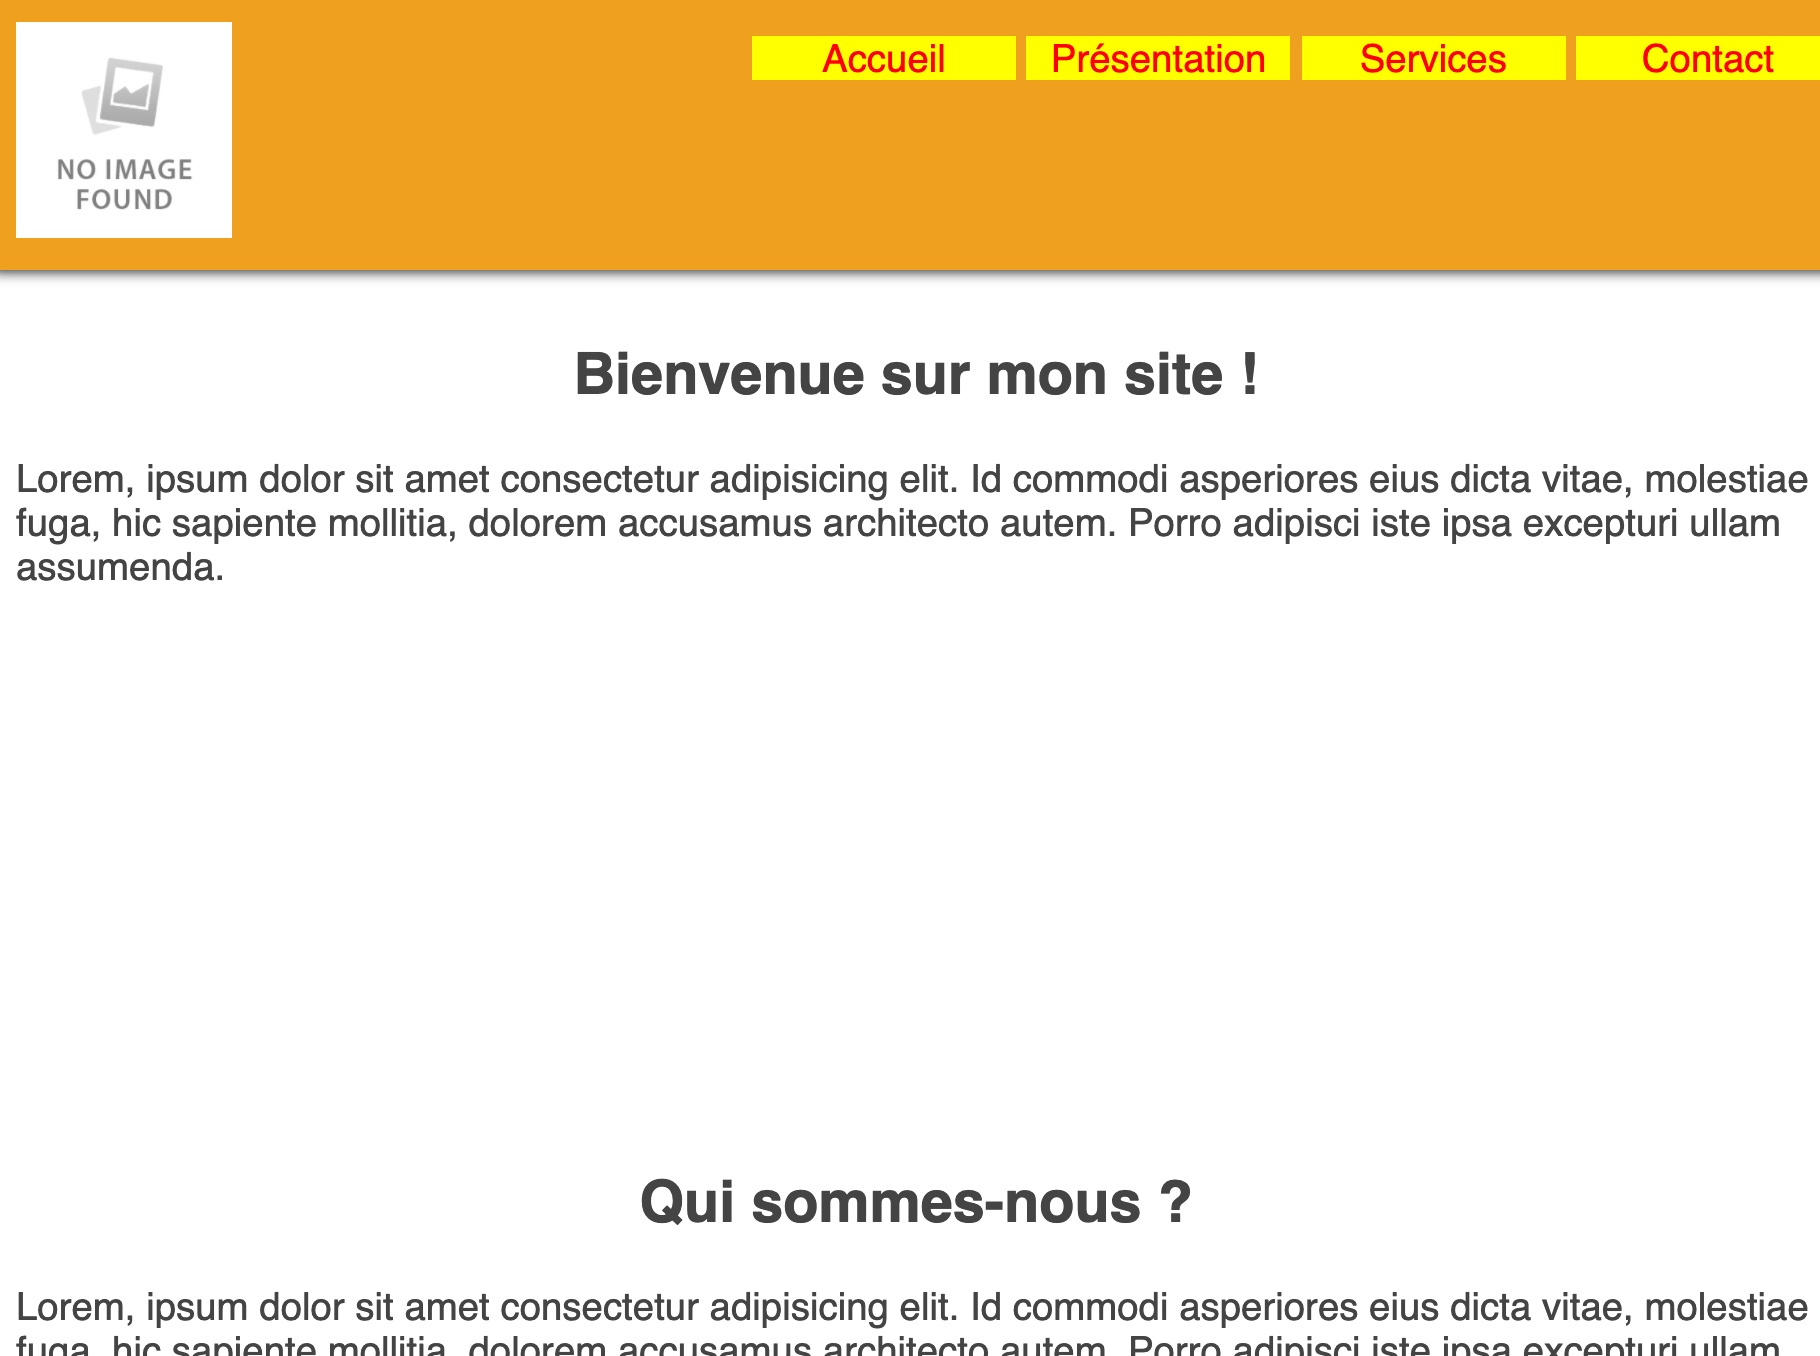 NO IMAGE
FOUND
Accueil Présentation Services Contact
Bienvenue sur mon site !
Lorem, ipsum dolor sit amet consectetur adipisicing elit. Id commodi asperiores eius dicta vitae, molestiae
fuga, hic sapiente mollitia, dolorem accusamus architecto autem. Porro adipisci iste ipsa excepturi ullam
assumenda.
Qui sommes-nous ?
Lorem, ipsum dolor sit amet consectetur adipisicing elit. Id commodi asperiores eius dicta vitae, molestiae
fuga, hic sapiente mollitia, dolorem accusamus architecto autem. Porro adipisci iste ipsa excepturi ullam